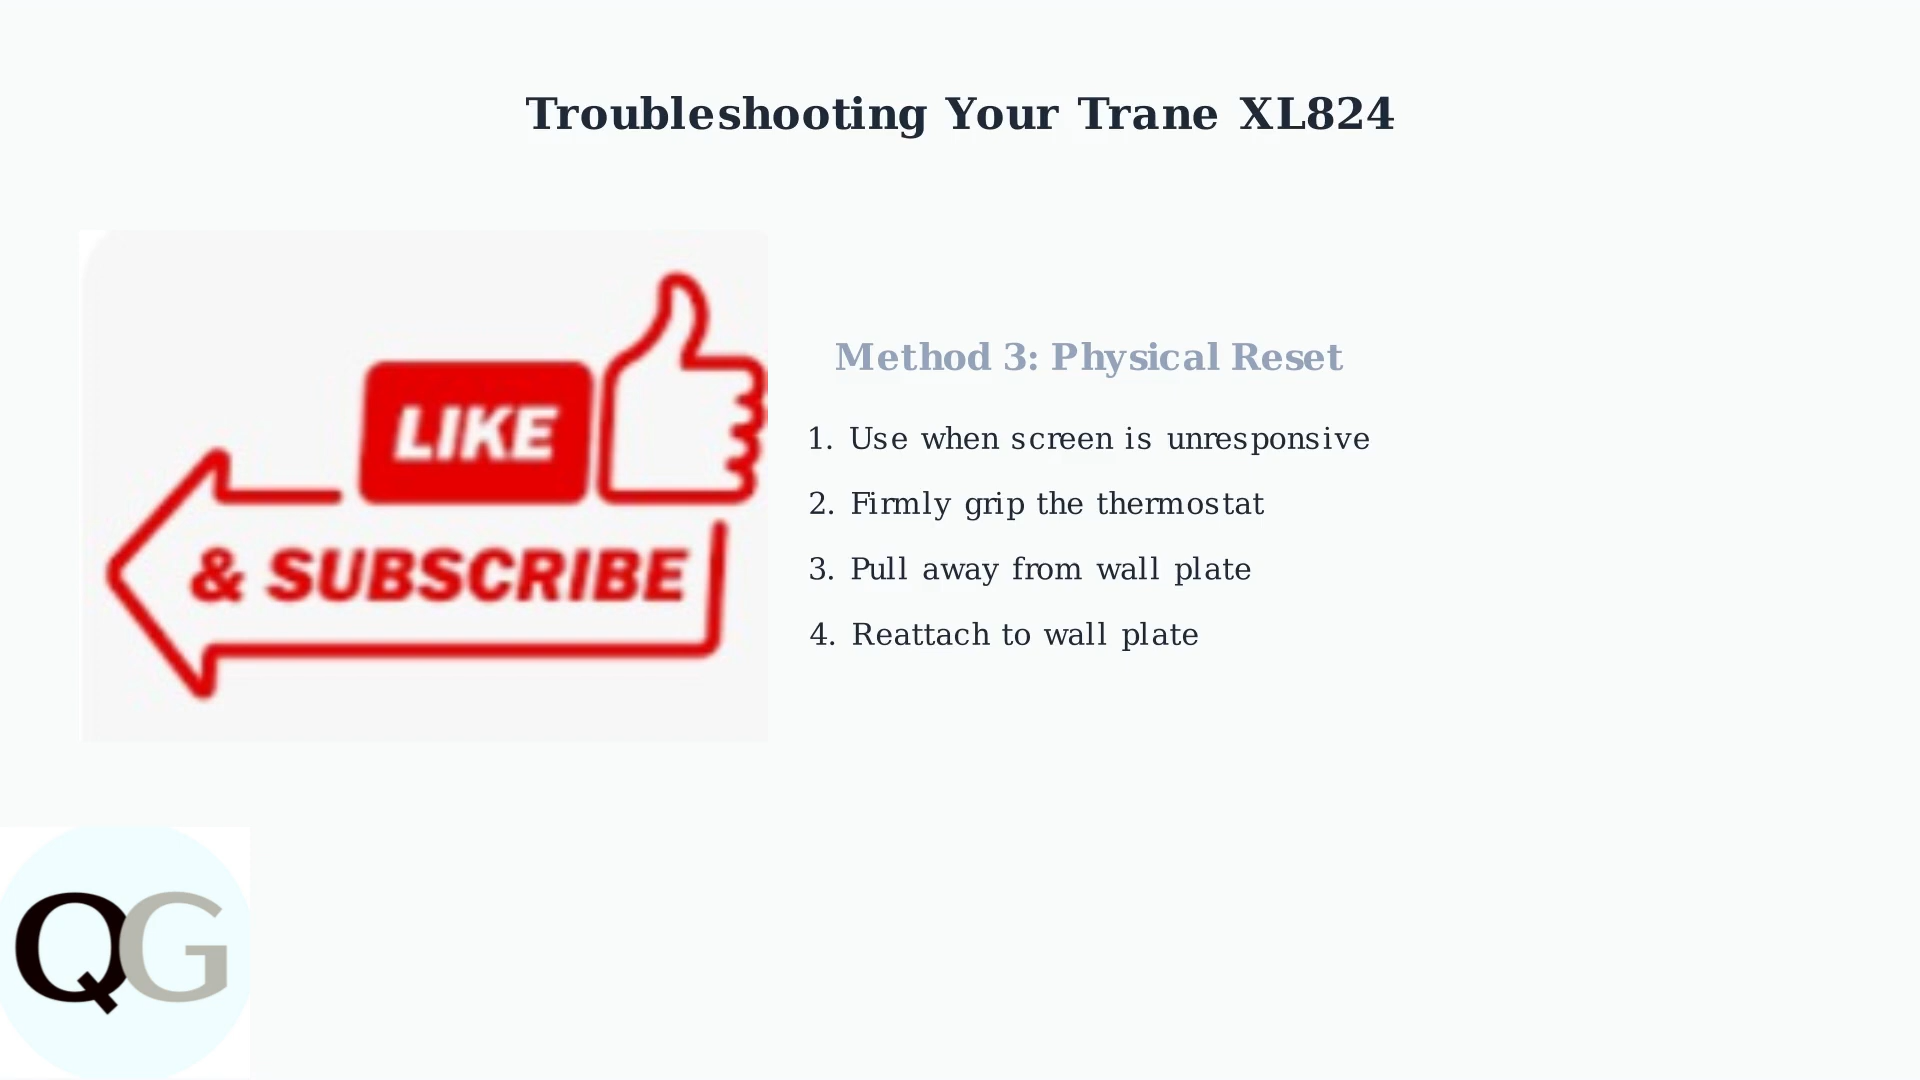 Troubleshooting Your Trane XL824
LIKE
& SUBSCRIBE
Method 3: Physical Reset
1. Use when screen is unresponsive
2. Firmly grip the thermostat
3. Pull away from wall plate
4. Reattach to wall plate
QG